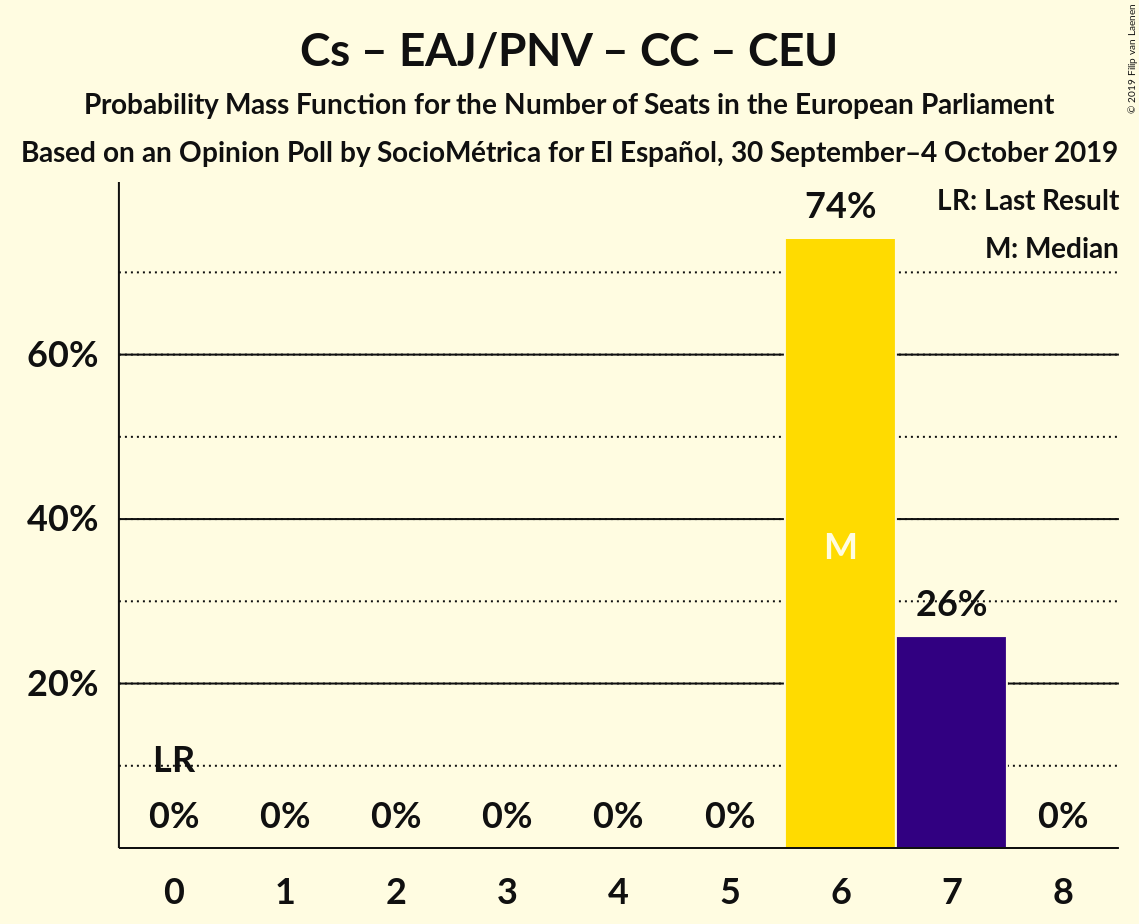 Cs – EAJ/PNV – CC – CEU
Probability Mass Function for the Number of Seats in the European Parliament
Based on an Opinion Poll by SocioMétrica for El Español, 30 September–4 October 2019
© 2019 Filip van Laenen
LR: Last Result
M: Median
74%
60%
40%
M
26%
20%
LR
0% 0% 0% 0% 0% 0% 0%
0 1 2 3 4 5 6 7 8